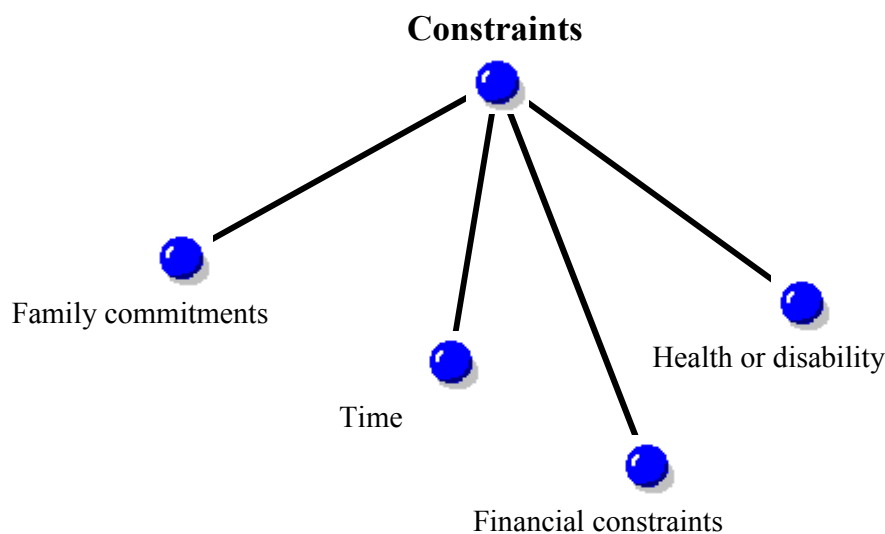 Constraints
Family commitments
Health or disability
Time
Financial constraints